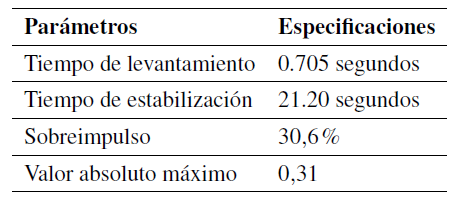 Parámetros Especificaciones
Tiempo de levantamiento 0.705 segundos
Tiempo de estabilización 21.20 segundos
Sobreimpulso 30,6 %
Valor absoluto máximo 0,31